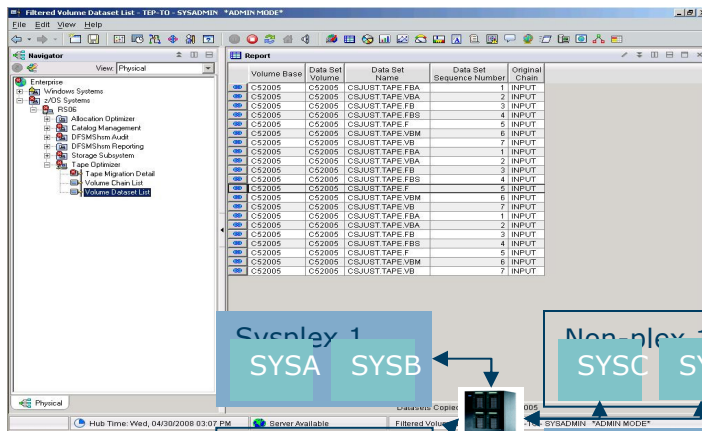 Filtered Volume Dataset List - TEP-TO - SYSADMIN *ADMIN MODE*
File Edit View Help
Navigator
View: Physical
Enterprise
Windows Systems
z/OS Systems
RS06
Allocation Optimizer
Catalog Management
DFSMShsm Audit
DFSMShsm Reporting
Storage Subsystem
Tape Optimizer
Tape Migration Detail
Volume Chain List
Volume Dataset List
Physical
Report
Volume Base Data Set Volume Data Set Name Data Set Sequence Number Original Chain
C52005 C52005 CSJUST.TAPE.FBA 1 INPUT
C52005 C52005 CSJUST.TAPE.VBA 2 INPUT
C52005 C52005 CSJUST.TAPE.FB 3 INPUT
C52005 C52005 CSJUST.TAPE.FBS 4 INPUT
C52005 C52005 CSJUST.TAPE.F 5 INPUT
C52005 C52005 CSJUST.TAPE.VBM 6 INPUT
C52005 C52005 CSJUST.TAPE.VB 7 INPUT
C52005 C52005 CSJUST.TAPE.FBA 1 INPUT
C52005 C52005 CSJUST.TAPE.VBA 2 INPUT
C52005 C52005 CSJUST.TAPE.FB 3 INPUT
C52005 C52005 CSJUST.TAPE.FBS 4 INPUT
C52005 C52005 CSJUST.TAPE.F 5 INPUT
C52005 C52005 CSJUST.TAPE.VBM 6 INPUT
C52005 C52005 CSJUST.TAPE.VB 7 INPUT
C52005 C52005 CSJUST.TAPE.FBA 1 INPUT
C52005 C52005 CSJUST.TAPE.VBA 2 INPUT
C52005 C52005 CSJUST.TAPE.FB 3 INPUT
C52005 C52005 CSJUST.TAPE.FBS 4 INPUT
C52005 C52005 CSJUST.TAPE.F 5 INPUT
C52005 C52005 CSJUST.TAPE.VBM 6 INPUT
C52005 C52005 CSJUST.TAPE.VB 7 INPUT
Sysplex 1
SYSA SYSB
Non-plex 1
SYSC SY
Datasets Copied 005
Hub Time: Wed, 04/30/2008 03:07 PM Server Available Filtered Volu -TO - SYSADMIN *ADMIN MODE*